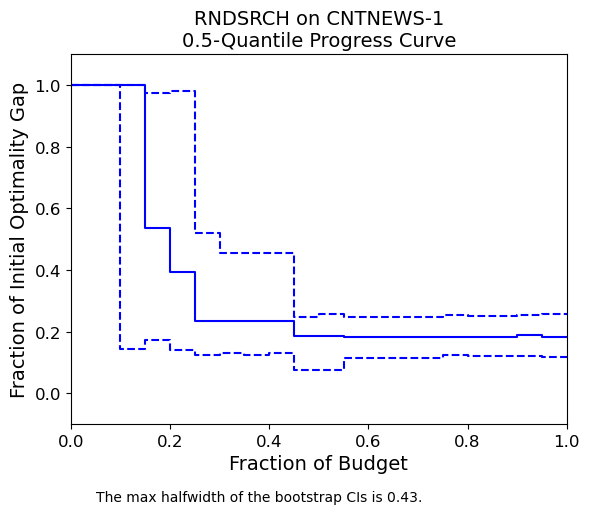 RNDSRCH on CNTNEWS-1
0.5-Quantile Progress Curve
Fraction of Initial Optimality Gap
1.0
0.8
0.6
0.4
0.2
0.0
0.0 0.2 0.4 0.6 0.8 1.0
Fraction of Budget
The max halfwidth of the bootstrap CIs is 0.43.